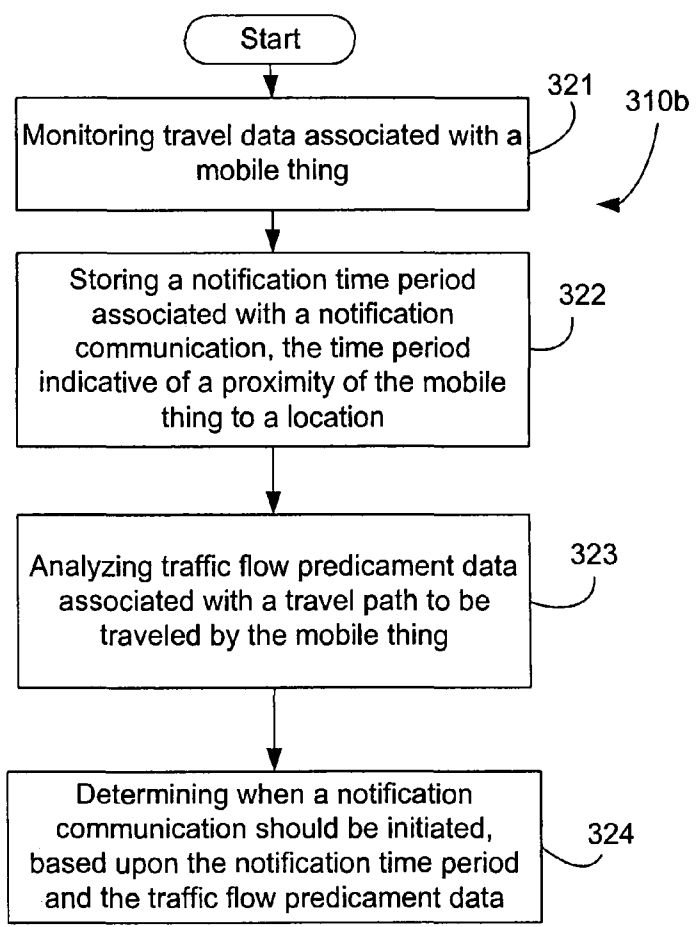 Start
321
310b
Monitoring travel data associated with a
mobile thing
Storing a notification time period
associated with a notification
communication, the time period
indicative of a proximity of the mobile
thing to a location
322
Analyzing traffic flow predicament data
associated with a travel path to be
traveled by the mobile thing
323
Determining when a notification
communication should be initiated,
based upon the notification time period
and the traffic flow predicament data
324